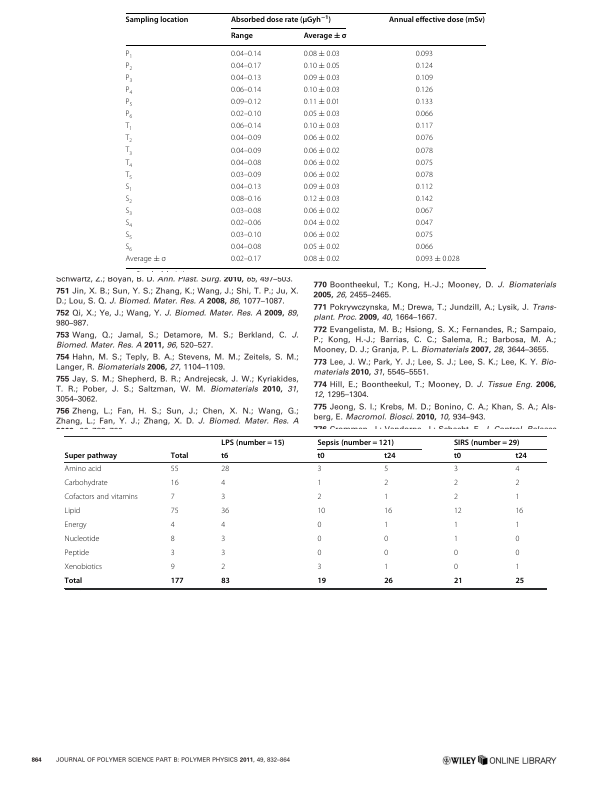 Sampling location Absorbed dose rate (μGyh−1) Annual effective dose (mSv)
Range Average ± σ
P1 0.04–0.14 0.08 ± 0.03 0.093
P2 0.04–0.17 0.10 ± 0.05 0.124
P3 0.04–0.13 0.09 ± 0.03 0.109
P4 0.06–0.14 0.10 ± 0.03 0.126
P5 0.09–0.12 0.11 ± 0.01 0.133
P6 0.02–0.10 0.05 ± 0.03 0.066
T1 0.06–0.14 0.10 ± 0.03 0.117
T2 0.04–0.09 0.06 ± 0.02 0.076
T3 0.04–0.09 0.06 ± 0.02 0.078
T4 0.04–0.08 0.06 ± 0.02 0.075
T5 0.03–0.09 0.06 ± 0.02 0.078
S1 0.04–0.13 0.09 ± 0.03 0.112
S2 0.08–0.16 0.12 ± 0.03 0.142
S3 0.03–0.08 0.06 ± 0.02 0.067
S4 0.02–0.06 0.04 ± 0.02 0.047
S5 0.03–0.10 0.06 ± 0.02 0.075
S6 0.04–0.08 0.05 ± 0.02 0.066
Average ± σ 0.02–0.17 0.08 ± 0.02 0.093 ± 0.028
Schwartz, Z.; Boyan, B. D. Ann. Plast. Surg. 2010, 65, 497–503.
751 Jin, X. B.; Sun, Y. S.; Zhang, K.; Wang, J.; Shi, T. P.; Ju, X.
D.; Lou, S. Q. J. Biomed. Mater. Res. A 2008, 86, 1077–1087.
752 Qi, X.; Ye, J.; Wang, Y. J. Biomed. Mater. Res. A 2009, 89,
980–987.
753 Wang, Q.; Jamal, S.; Detamore, M. S.; Berkland, C. J.
Biomed. Mater. Res. A 2011, 96, 520–527.
754 Hahn, M. S.; Teply, B. A.; Stevens, M. M.; Zeitels, S. M.;
Langer, R. Biomaterials 2006, 27, 1104–1109.
755 Jay, S. M.; Shepherd, B. R.; Andrejecsk, J. W.; Kyriakides,
T. R.; Pober, J. S.; Saltzman, W. M. Biomaterials 2010, 31,
3054–3062.
756 Zheng, L.; Fan, H. S.; Sun, J.; Chen, X. N.; Wang, G.;
Zhang, L.; Fan, Y. J.; Zhang, X. D. J. Biomed. Mater. Res. A
770 Boontheekul, T.; Kong, H.-J.; Mooney, D. J. Biomaterials
2005, 26, 2455–2465.
771 Pokrywczynska, M.; Drewa, T.; Jundzill, A.; Lysik, J. Trans-
plant. Proc. 2009, 40, 1664–1667.
772 Evangelista, M. B.; Hsiong, S. X.; Fernandes, R.; Sampaio,
P.; Kong, H.-J.; Barrias, C. C.; Salema, R.; Barbosa, M. A.;
Mooney, D. J.; Granja, P. L. Biomaterials 2007, 28, 3644–3655.
773 Lee, J. W.; Park, Y. J.; Lee, S. J.; Lee, S. K.; Lee, K. Y. Bio-
materials 2010, 31, 5545–5551.
774 Hill, E.; Boontheekul, T.; Mooney, D. J. Tissue Eng. 2006,
12, 1295–1304.
775 Jeong, S. I.; Krebs, M. D.; Bonino, C. A.; Khan, S. A.; Als-
berg, E. Macromol. Biosci. 2010, 10, 934–943.
LPS (number = 15) Sepsis (number = 121) SIRS (number = 29)
Super pathway Total t6 t0 t24 t0 t24
Amino acid 55 28 3 5 3 4
Carbohydrate 16 4 1 2 2 2
Cofactors and vitamins 7 3 2 1 2 1
Lipid 75 36 10 16 12 16
Energy 4 4 0 1 1 1
Nucleotide 8 3 0 0 1 0
Peptide 3 3 0 0 0 0
Xenobiotics 9 2 3 1 0 1
Total 177 83 19 26 21 25
864 JOURNAL OF POLYMER SCIENCE PART B: POLYMER PHYSICS 2011, 49, 832–864
WILEY ONLINE LIBRARY